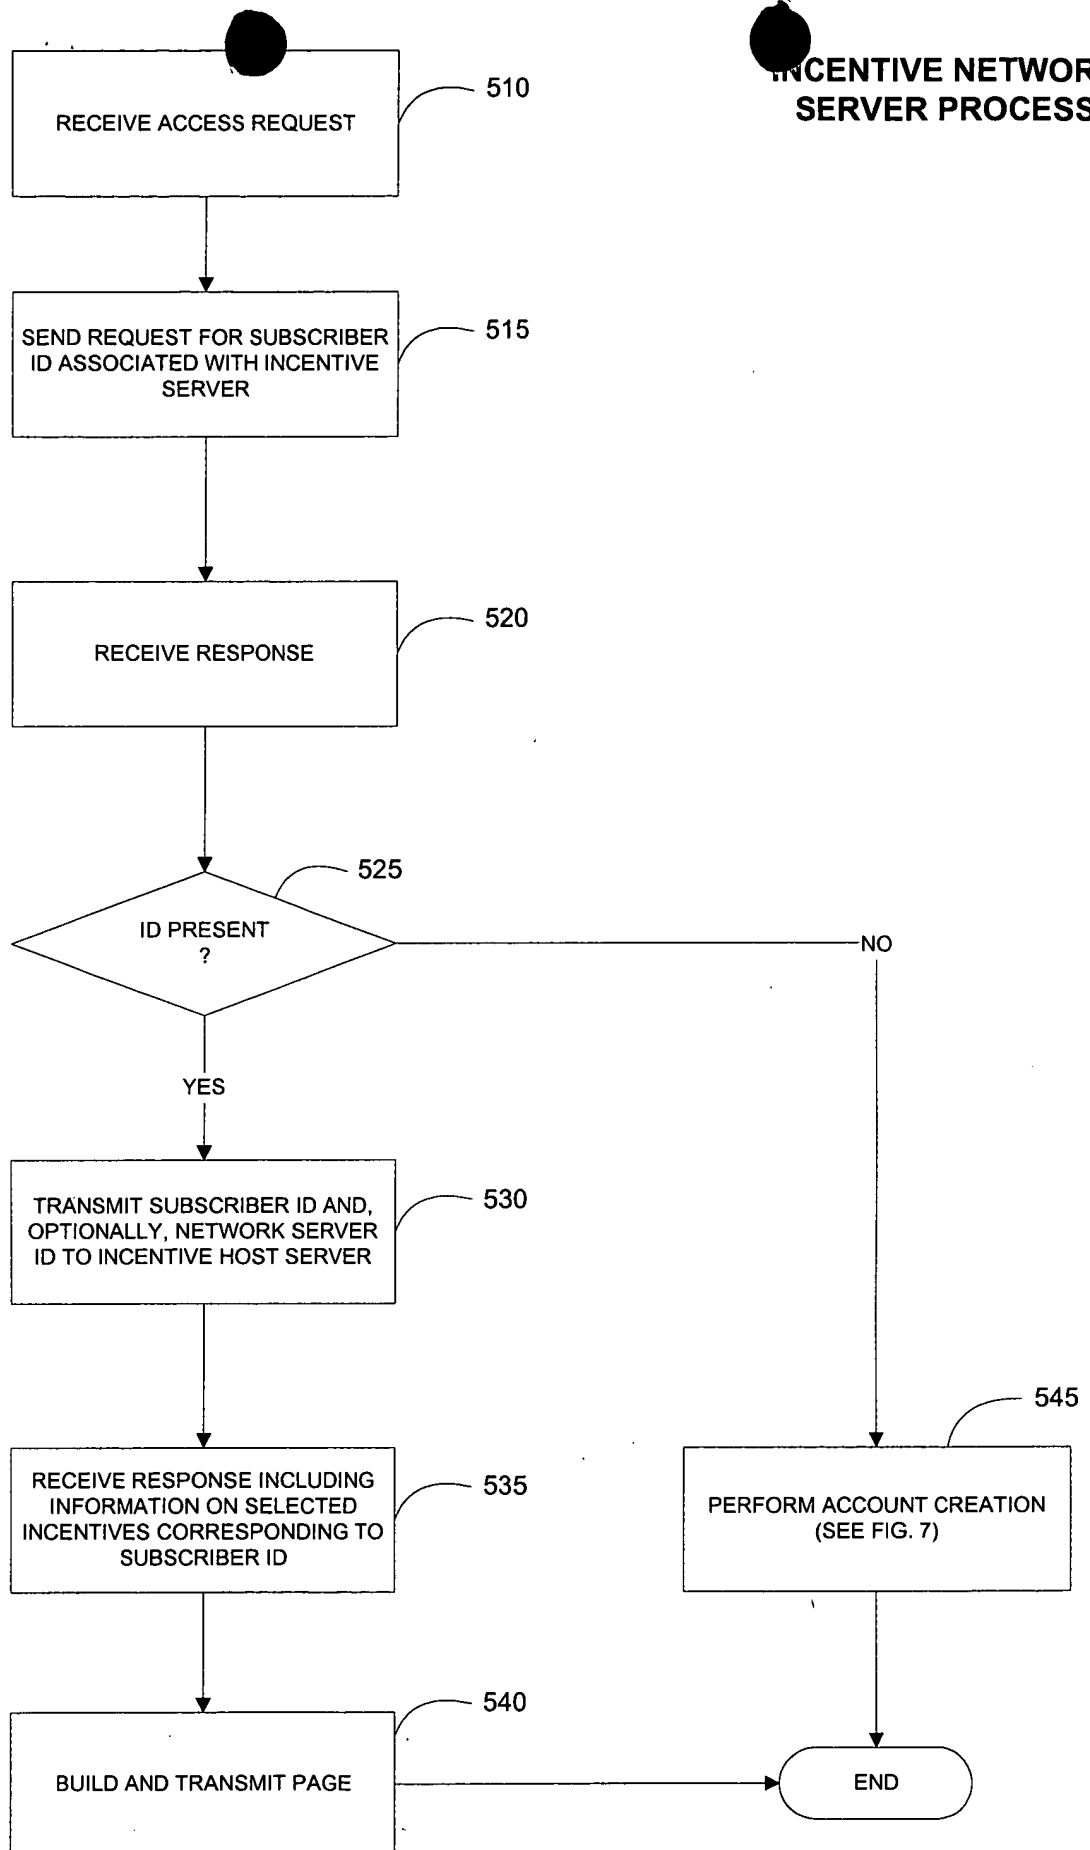 INCENTIVE NETWOR
SERVER PROCESS
RECEIVE ACCESS REQUEST
510
SEND REQUEST FOR SUBSCRIBER
ID ASSOCIATED WITH INCENTIVE
SERVER
515
RECEIVE RESPONSE
520
ID PRESENT
?
525
NO
YES
TRANSMIT SUBSCRIBER ID AND,
OPTIONALLY, NETWORK SERVER
ID TO INCENTIVE HOST SERVER
530
RECEIVE RESPONSE INCLUDING
INFORMATION ON SELECTED
INCENTIVES CORRESPONDING TO
SUBSCRIBER ID
535
PERFORM ACCOUNT CREATION
(SEE FIG. 7)
545
BUILD AND TRANSMIT PAGE
540
END